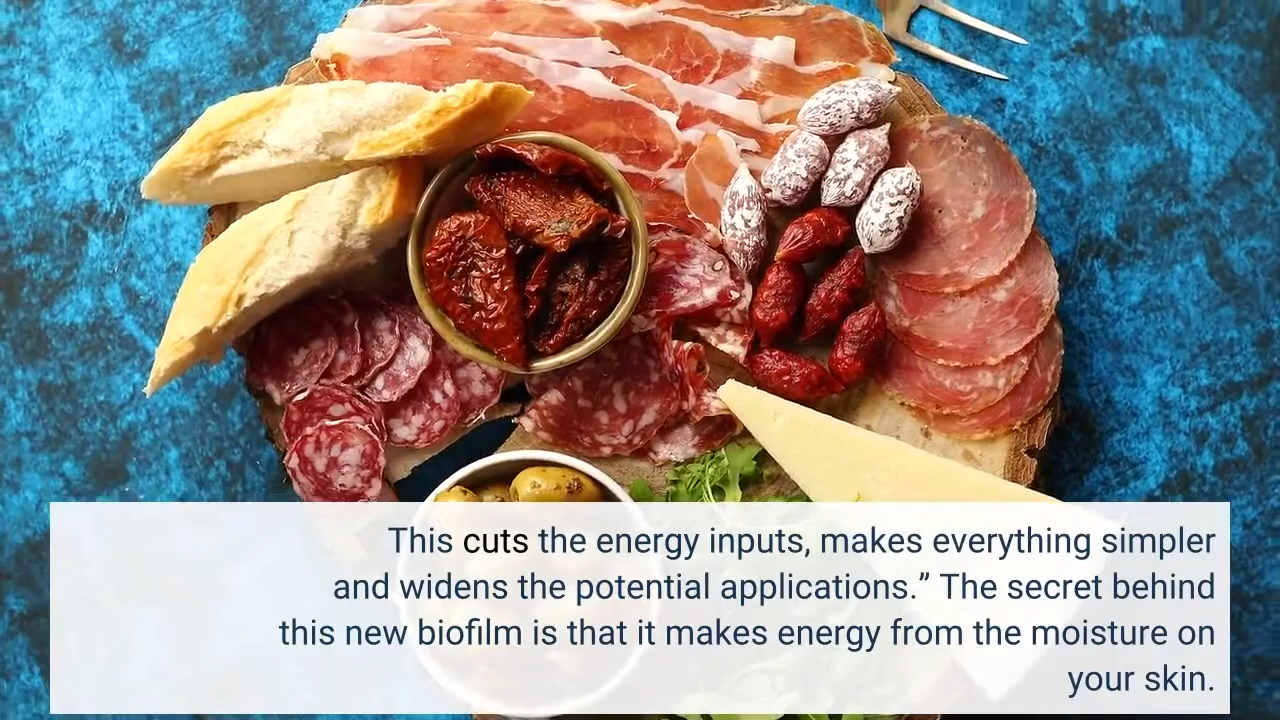 This cuts the energy inputs, makes everything simpler
and widens the potential applications.” The secret behind
this new biofilm is that it makes energy from the moisture on
your skin.